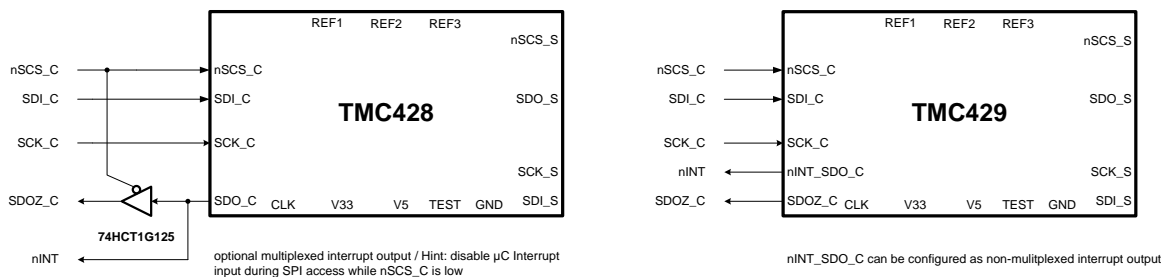 REF1 REF2 REF3
nSCS_S
nSCS_C nSCS_C
SDI_C SDI_C
TMC428
SCK_C SCK_C
SCK_S
SDOZ_C SDO_C CLK V33 V5 TEST GND SDI_S
74HCT1G125
nINT
optional multiplexed interrupt output / Hint: disable µC Interrupt
input during SPI access while nSCS_C is low
REF1 REF2 REF3
nSCS_S
nSCS_C nSCS_C
SDI_C SDI_C SDO_S
TMC429
SCK_C SCK_C
nINT nINT_SDO_C SCK_S
SDOZ_C SDOZ_C CLK V33 V5 TEST GND SDI_S
nINT_SDO_C can be configured as non-mulitplexed interrupt output